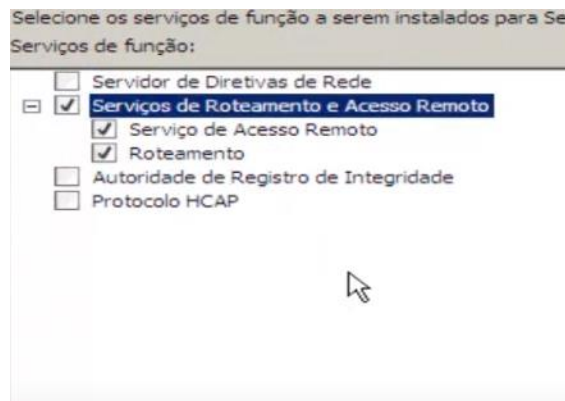 Selecione os serviços de função a serem instalados para Se
Serviços de função:
Servidor de Diretivas de Rede
Serviços de Roteamento e Acesso Remoto
Serviço de Acesso Remoto
Roteamento
Autoridade de Registro de Integridade
Protocolo HCAP